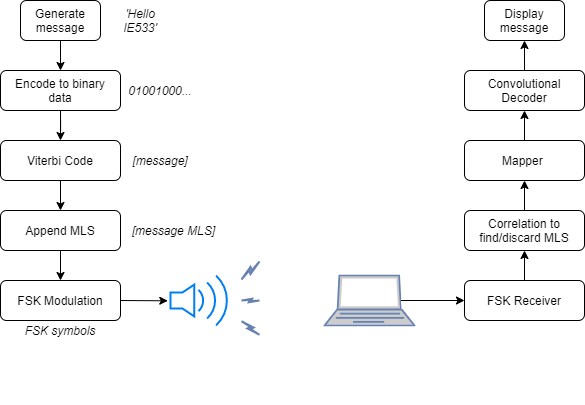 Generate
message
'Hello
IE533'
Encode to binary
data
01001000...
Viterbi Code
[message]
Append MLS
[message MLS]
FSK Modulation
FSK symbols
Display
message
Convolutional
Decoder
Mapper
Correlation to
find/discard MLS
FSK Receiver